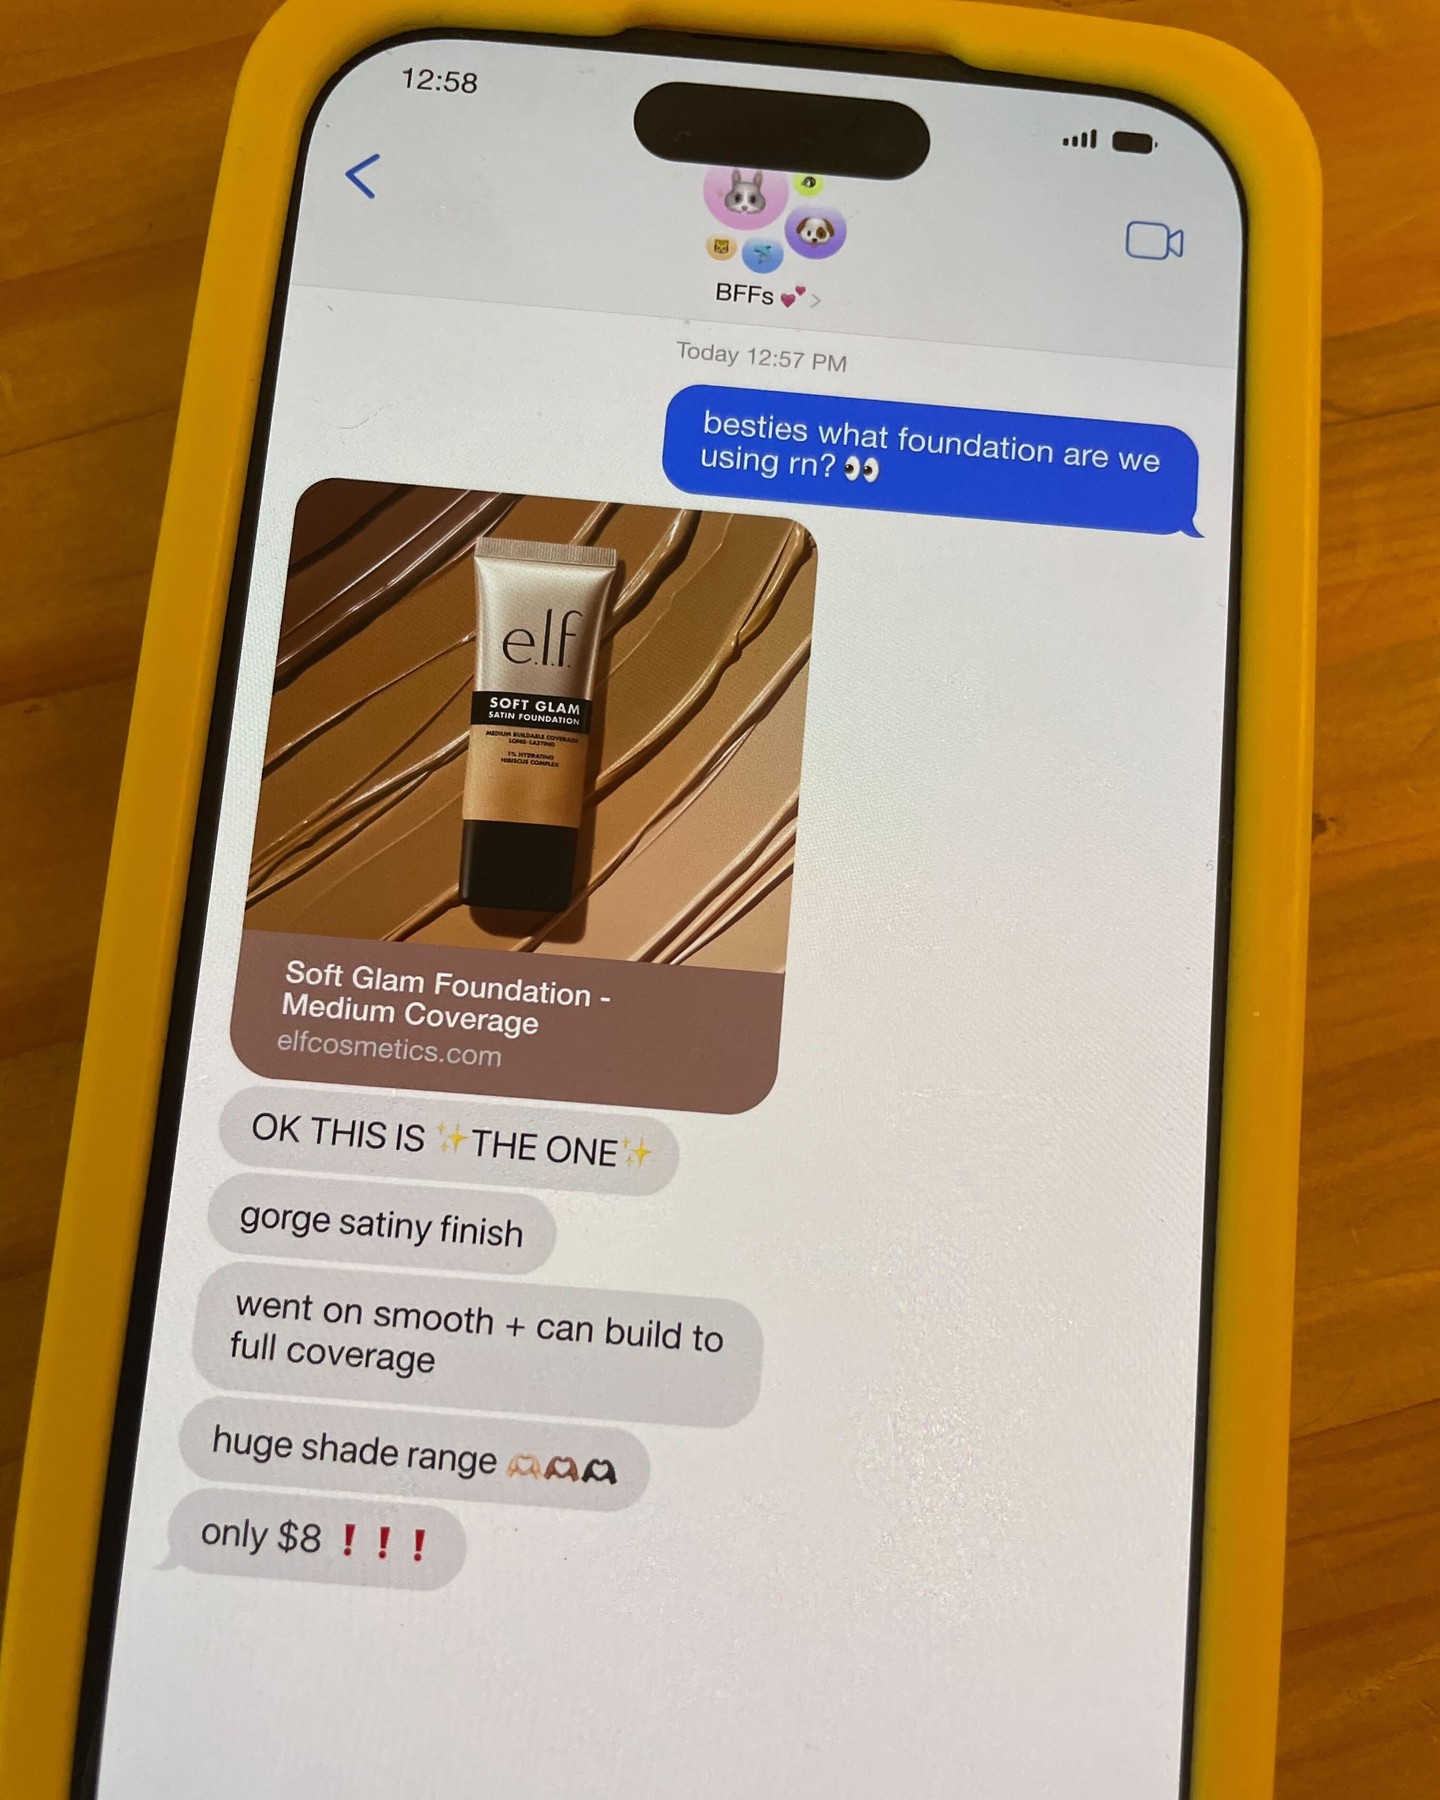 12:58
BFFs 💕 >
Today 12:57 PM
besties what foundation are we
using rn? 👀
e.l.f.
SOFT GLAM
SATIN FOUNDATION
MEDIUM BUILDABLE COVERAGE
LONG-LASTING
1% HYDRATING
HIBISCUS COMPLEX
Soft Glam Foundation -
Medium Coverage
elfcosmetics.com
OK THIS IS ✨THE ONE✨
gorge satiny finish
went on smooth + can build to
full coverage
huge shade range 🫶🏼🫶🏾🫶🏿
only $8 ❗❗❗